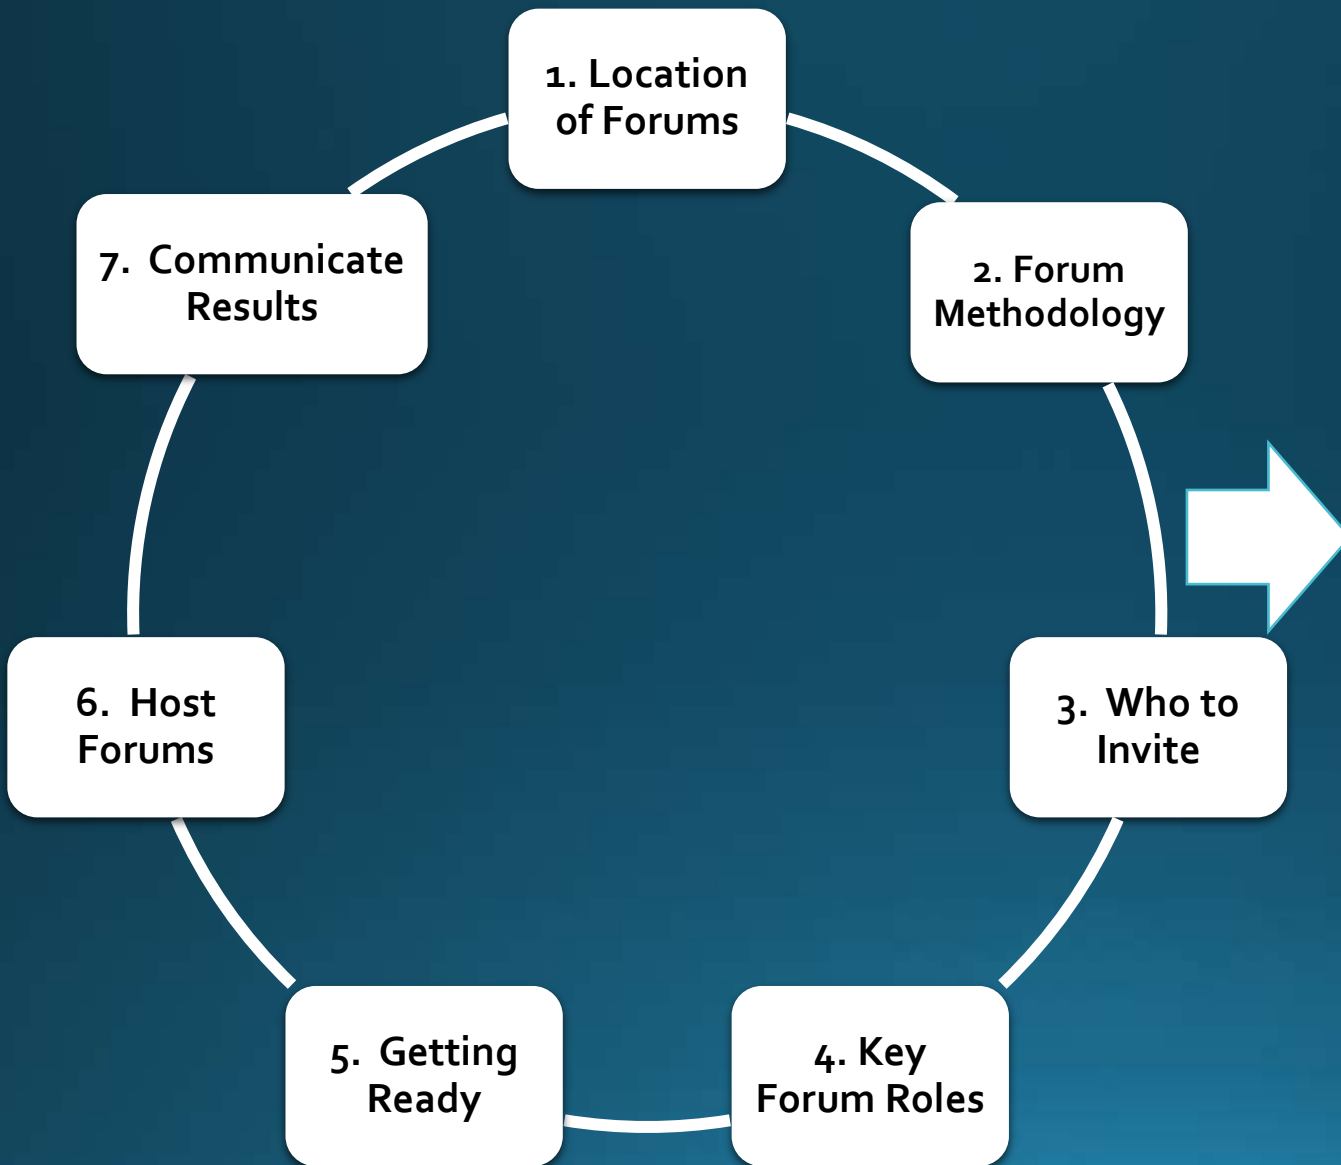 1. Location
of Forums
2. Forum
Methodology
3. Who to
Invite
4. Key
Forum Roles
5. Getting
Ready
6. Host
Forums
7. Communicate
Results